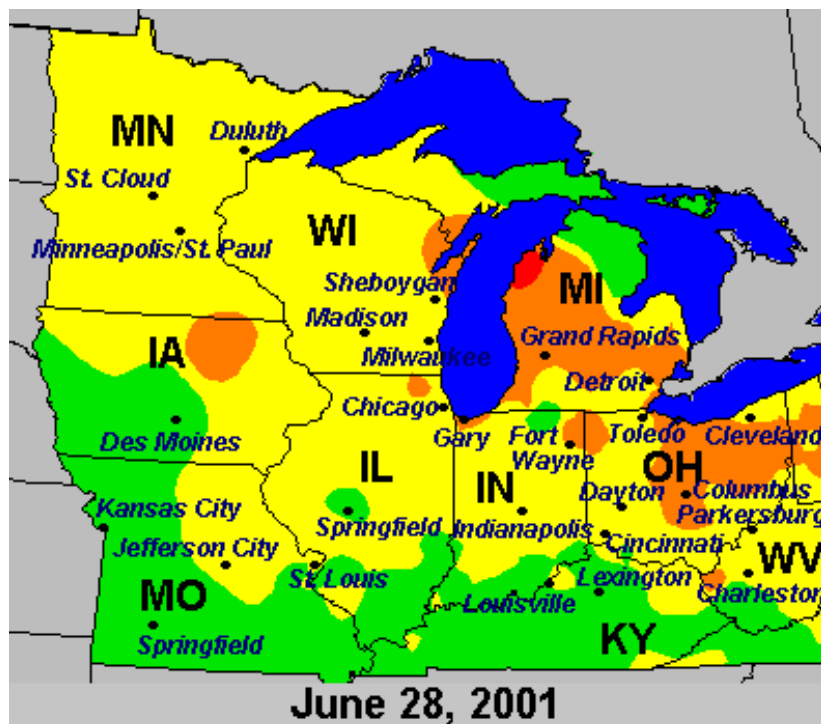 MN
Duluth
St. Cloud
WI
Minneapolis/St. Paul
Sheboygan
MI
Madison
Grand Rapids
IA
Milwaukee
Detroit
Chicago
Des Moines
Gary
Fort
Wayne
Toledo
Cleveland
IL
OH
Kansas City
Springfield
IN
Indianapolis
Dayton
Columbus
Parkersburg
Jefferson City
St. Louis
Cincinnati
WV
MO
Louisville
Lexington
Charleston
Springfield
KY
June 28, 2001